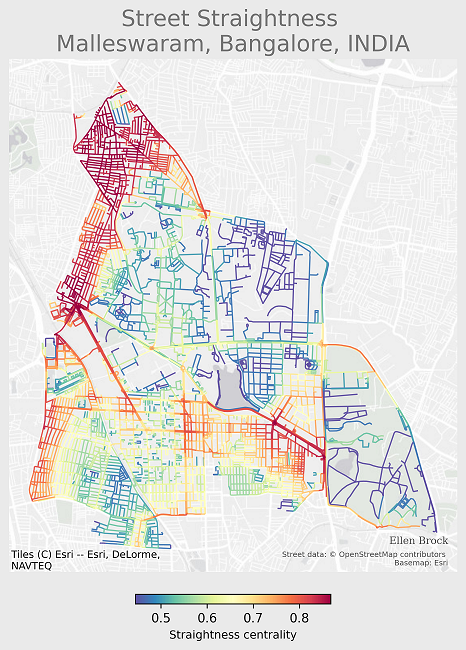 Street Straightness
Malleswaram, Bangalore, INDIA
Ellen Brock
Tiles (C) Esri -- Esri, DeLorme,
NAVTEQ
Street data: © OpenStreetMap contributors
Basemap: Esri
0.5 0.6 0.7 0.8
Straightness centrality